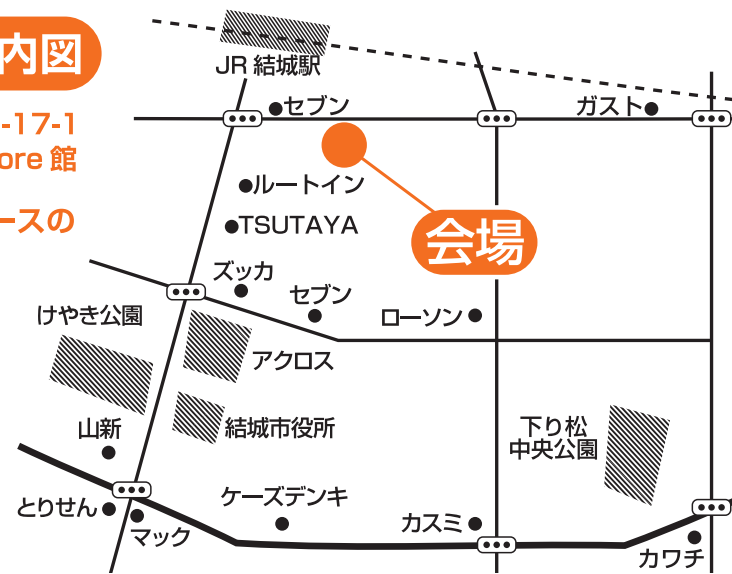 内図
-17-1
ore 館
ースの
JR 結城駅
セブン
ガスト
会場
ルートイン
TSUTAYA
ズッカ
セブン
ローソン
けやき公園
アクロス
山新
結城市役所
下り松
中央公園
とりせん
マック
ケーズデンキ
カスミ
カワチ